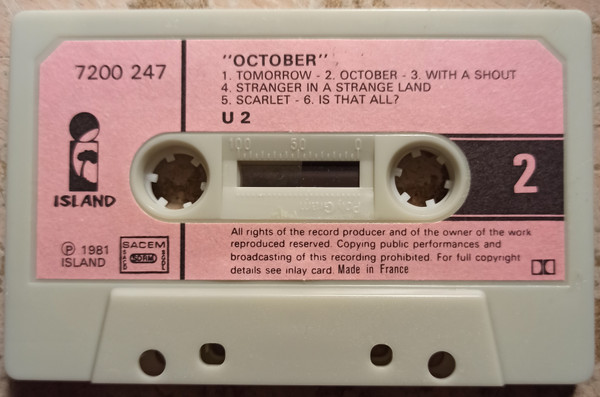 7200 247
"OCTOBER"
1. TOMORROW - 2. OCTOBER - 3. WITH A SHOUT
4. STRANGER IN A STRANGE LAND
5. SCARLET - 6. IS THAT ALL?
U2
100 50 0
2
ISLAND
All rights of the record producer and of the owner of the work
reproduced reserved. Copying public performances and
broadcasting of this recording prohibited. For full copyright
details see inlay card. Made in France
℗ 1981
ISLAND
SACEM
SDRM